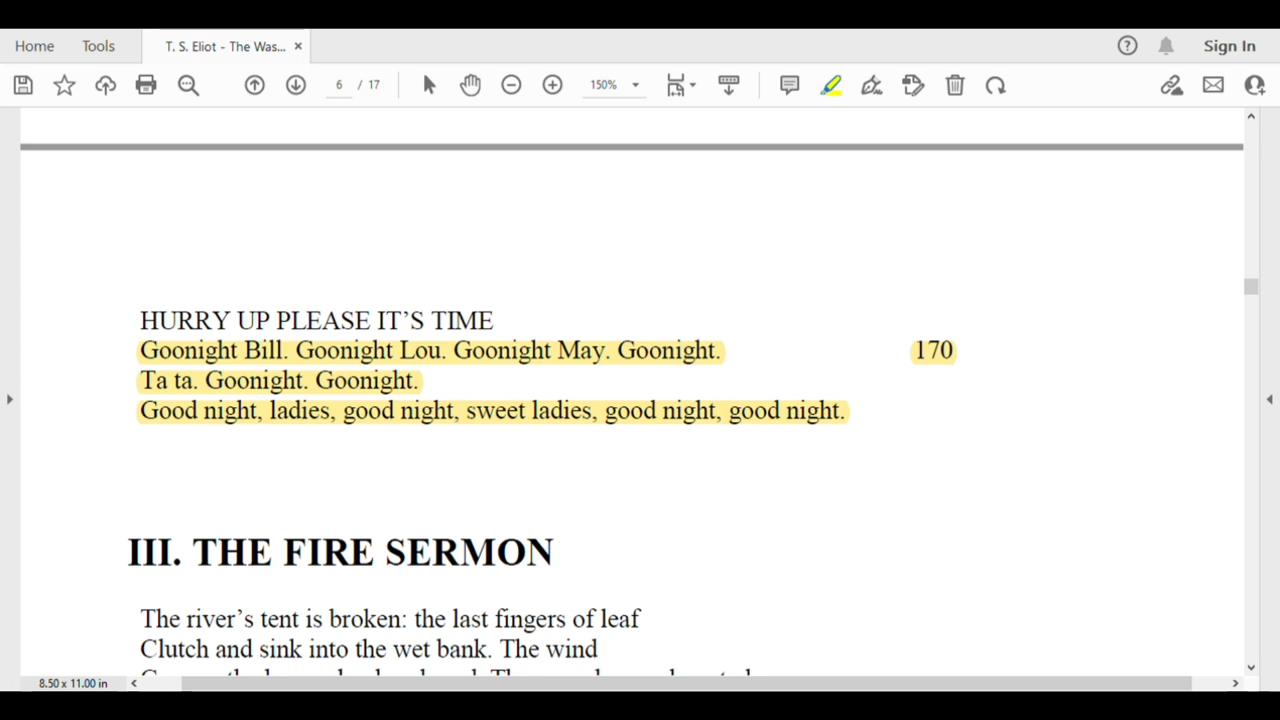 Home Tools T. S. Eliot - The Was... × Sign In
6 / 17 150%
HURRY UP PLEASE IT’S TIME
Goonight Bill. Goonight Lou. Goonight May. Goonight. 170
Ta ta. Goonight. Goonight.
Good night, ladies, good night, sweet ladies, good night, good night.
III. THE FIRE SERMON
The river’s tent is broken: the last fingers of leaf
Clutch and sink into the wet bank. The wind
8.50 x 11.00 in